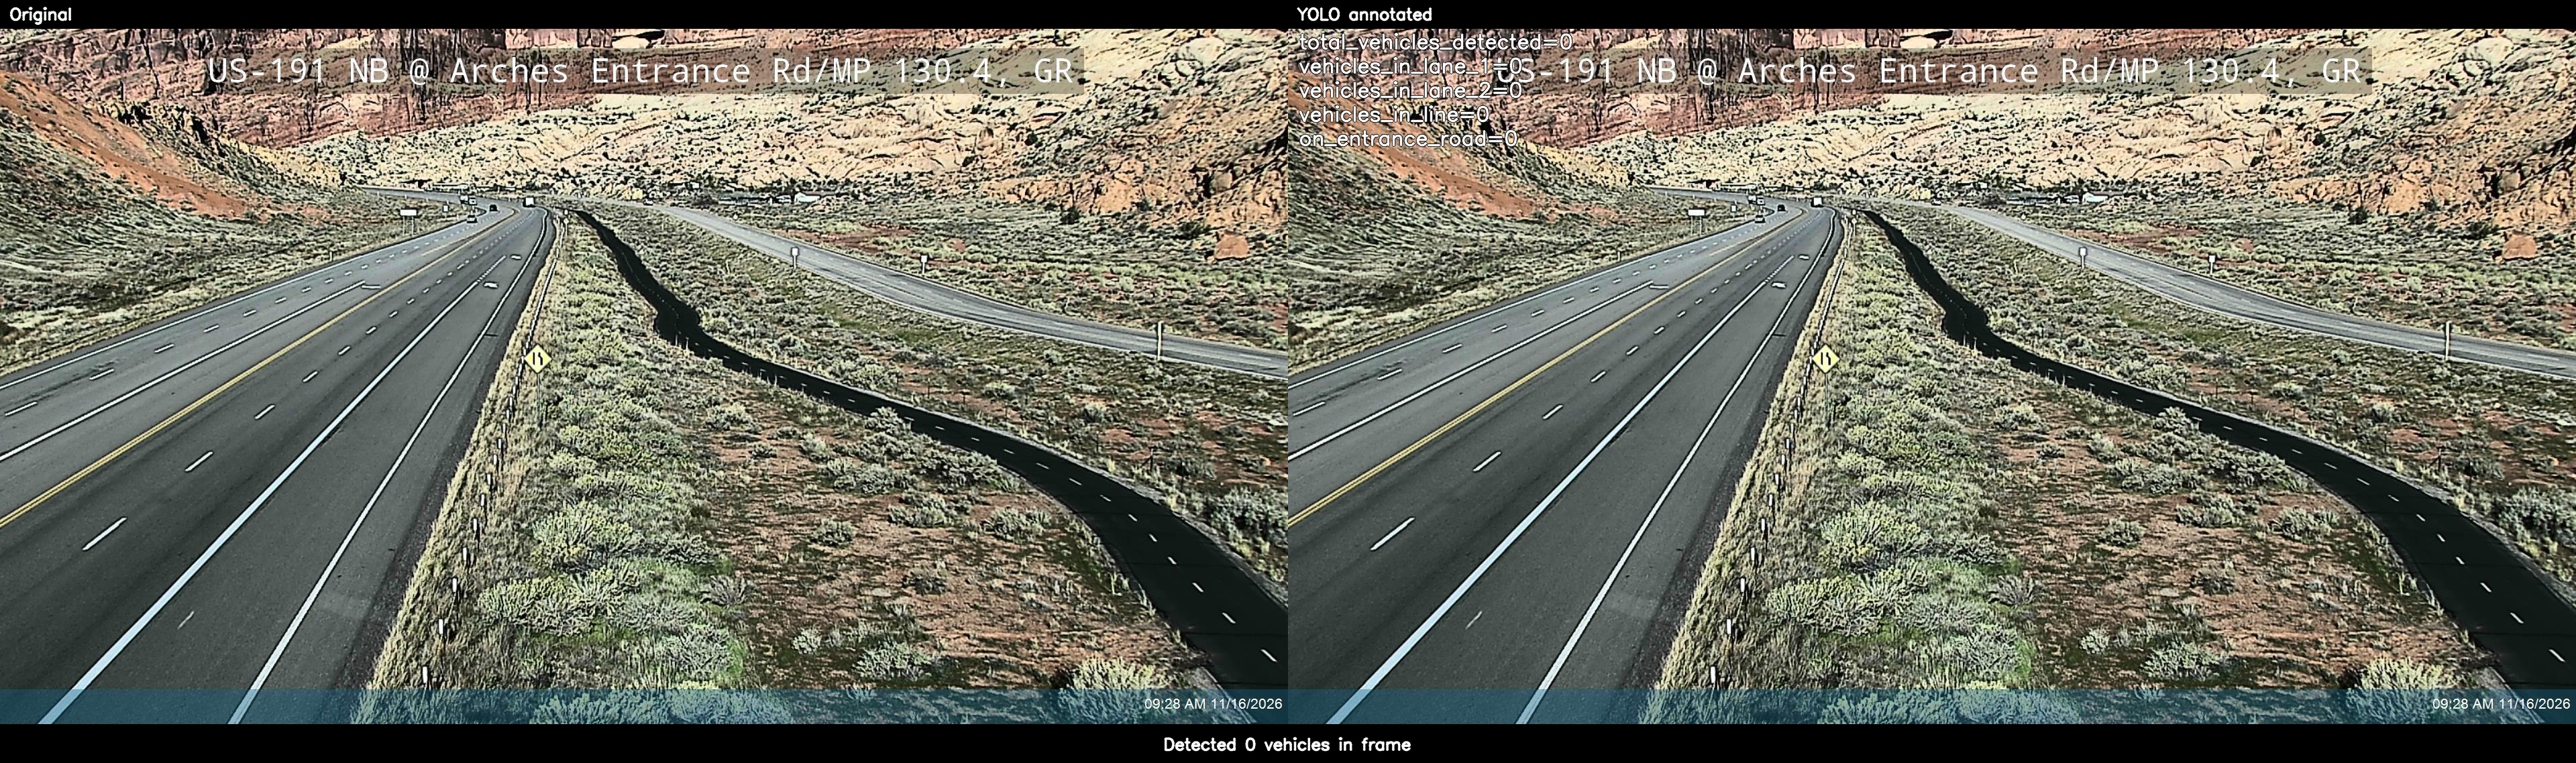 Original
US-191 NB @ Arches Entrance Rd/MP 130.4, GR
09:28 AM 11/16/2026
YOLO annotated
total_vehicles_detected=0
vehicles_in_lane_1=0
US-191 NB @ Arches Entrance Rd/MP 130.4, GR
vehicles_in_lane_2=0
vehicles_in_line=0
on_entrance_road=0
09:28 AM 11/16/2026
Detected 0 vehicles in frame